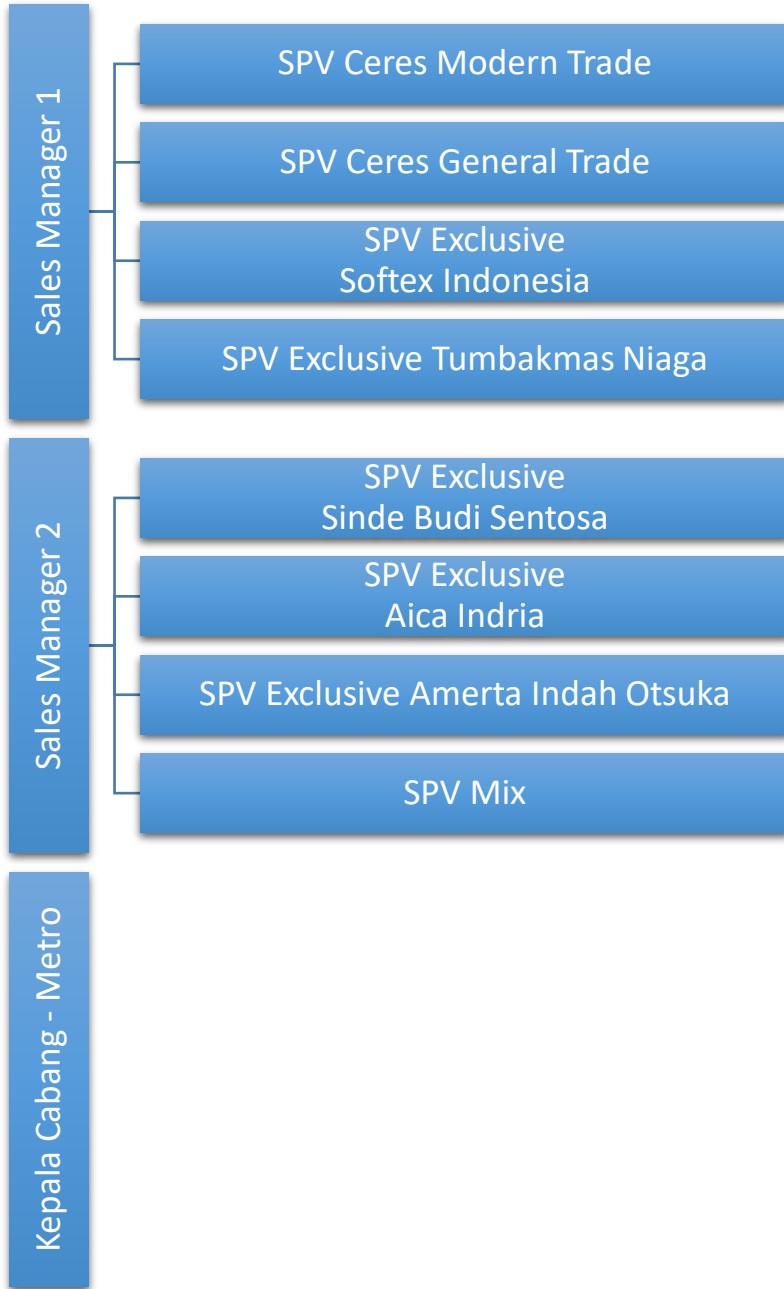 Sales Manager 1
SPV Ceres Modern Trade
SPV Ceres General Trade
SPV Exclusive
Softex Indonesia
SPV Exclusive Tumbakmas Niaga
Sales Manager 2
SPV Exclusive
Sinde Budi Sentosa
SPV Exclusive
Aica Indria
SPV Exclusive Amerta Indah Otsuka
SPV Mix
Kepala Cabang - Metro